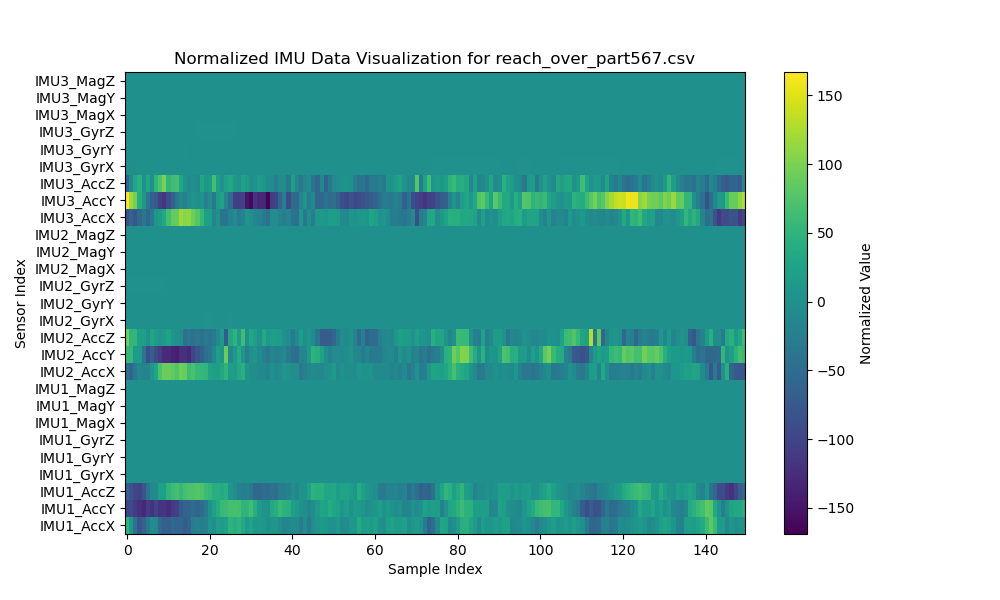 Normalized IMU Data Visualization for reach_over_part567.csv
IMU3_MagZ
IMU3_MagY
IMU3_MagX
IMU3_GyrZ
IMU3_GyrY
IMU3_GyrX
IMU3_AccZ
IMU3_AccY
IMU3_AccX
IMU2_MagZ
IMU2_MagY
IMU2_MagX
IMU2_GyrZ
IMU2_GyrY
IMU2_GyrX
IMU2_AccZ
IMU2_AccY
IMU2_AccX
IMU1_MagZ
IMU1_MagY
IMU1_MagX
IMU1_GyrZ
IMU1_GyrY
IMU1_GyrX
IMU1_AccZ
IMU1_AccY
IMU1_AccX
Sensor Index
0 20 40 60 80 100 120 140
Sample Index
150
100
50
0
−50
−100
−150
Normalized Value